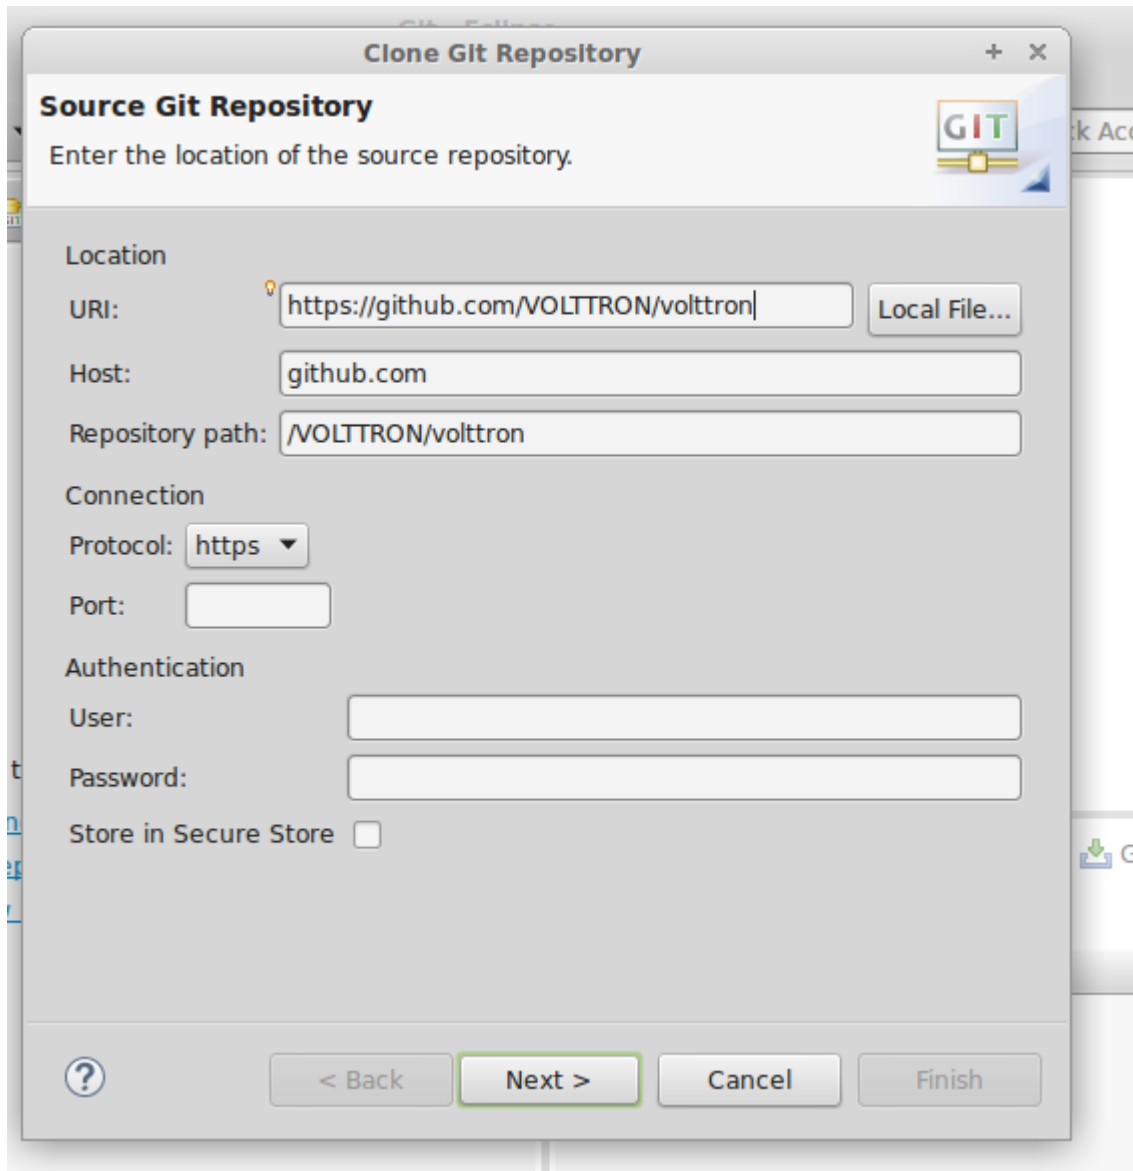 Clone Git Repository
Source Git Repository
Enter the location of the source repository.
GIT
Location
URI: https://github.com/VOLTTRON/volttron Local File...
Host: github.com
Repository path: /VOLTTRON/volttron
Connection
Protocol: https
Port:
Authentication
User:
Password:
Store in Secure Store
? < Back Next > Cancel Finish